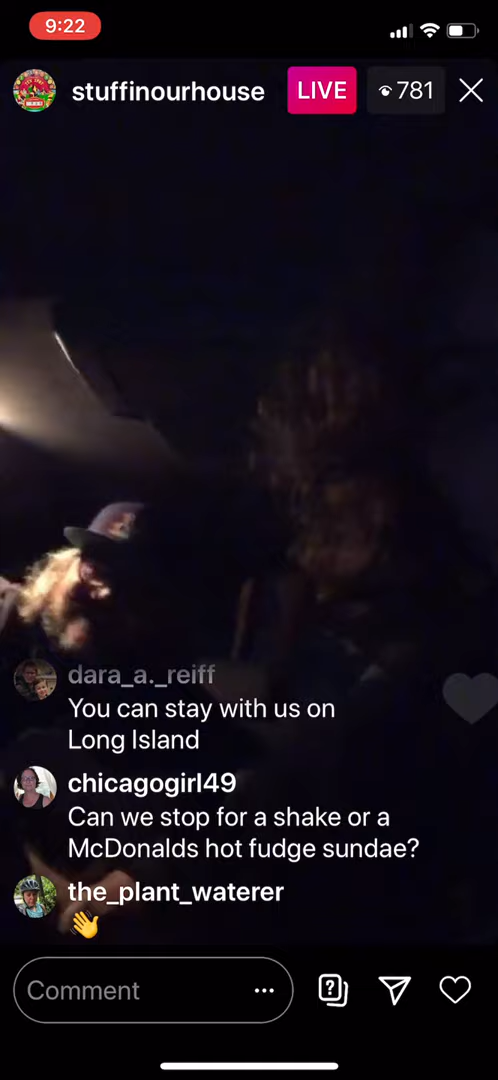 9:22
stuffinourhouse LIVE 781
dara_a._reiff
You can stay with us on
Long Island
chicagogirl49
Can we stop for a shake or a
McDonalds hot fudge sundae?
the_plant_waterer
👋
Comment